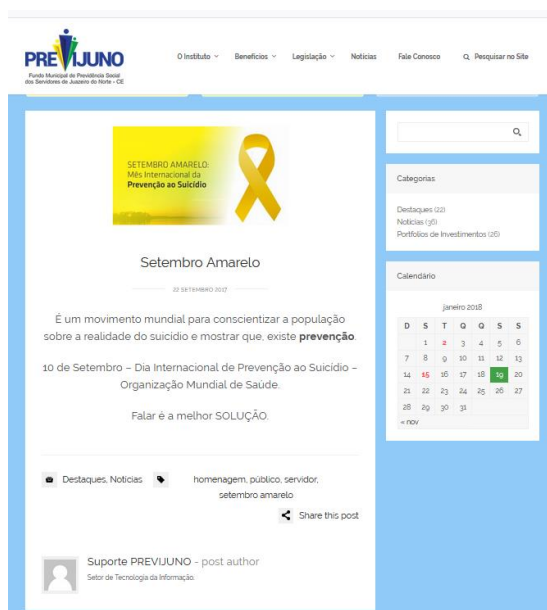 PREVIJUNO
Fundo Municipal de Previdência Social
dos Servidores de Juazeiro do Norte - CE
O Instituto
Benefícios
Legislação
Notícias
Fale Conosco
Pesquisar no Site
SETEMBRO AMARELO:
Mês Internacional da
Prevenção ao Suicídio
Setembro Amarelo
22 SETEMBRO 2017
É um movimento mundial para conscientizar a população
sobre a realidade do suicídio e mostrar que, existe prevenção.
10 de Setembro – Dia Internacional de Prevenção ao Suicídio –
Organização Mundial de Saúde.
Falar é a melhor SOLUÇÃO.
Destaques, Notícias
homenagem, público, servidor,
setembro amarelo
Share this post
Suporte PREVIJUNO - post author
Setor de Tecnologia da Informação.
Categorias
Destaques (22)
Notícias (36)
Portfólios de Investimentos (26)
Calendário
janeiro 2018
D S T Q Q S S
1 2 3 4 5 6
7 8 9 10 11 12 13
14 15 16 17 18 19 20
21 22 23 24 25 26 27
28 29 30 31
« nov